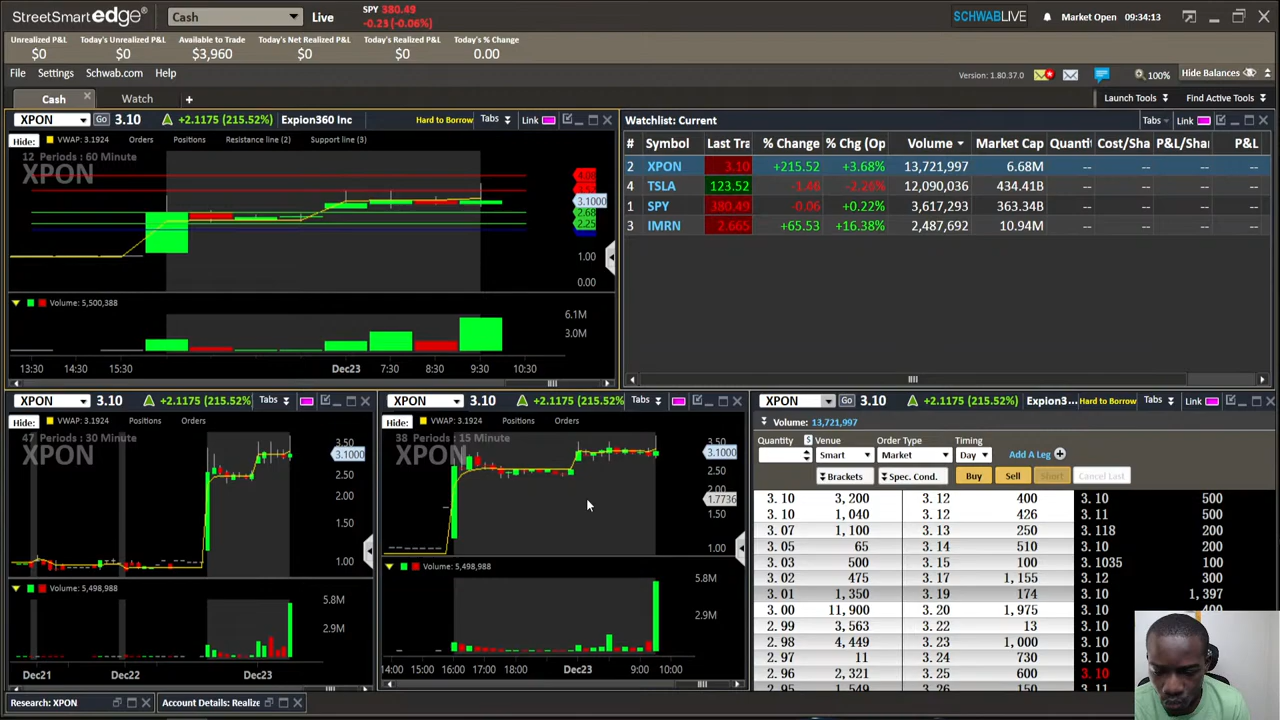 StreetSmart edge
Cash
Live
SPY 380.49
-0.23 (-0.06%)
SCHWABLIVE
Market Open
09:34:13
Unrealized P&L
$0
Today's Unrealized P&L
$0
Available to Trade
$3,960
Today's Net Realized P&L
$0
Today's Realized P&L
$0
Today's % Change
0.00
File Settings Schwab.com Help
Version: 1.80.37.0
100%
Hide Balances
Cash Watch +
Launch Tools Find Active Tools
XPON Go 3.10 +2.1175 (215.52%) Expion360 Inc Hard to Borrow Tabs Link
Hide: VWAP: 3.1924 Orders Positions Resistance line (2) Support line (3)
12 Periods : 60 Minute
XPON
3.1000
2.68
2.25
1.00
0.00
Volume: 5,500,388
6.1M
3.0M
13:30 14:30 15:30 Dec23 7:30 8:30 9:30 10:30
Watchlist: Current Tabs Link
# Symbol Last Tra % Change % Chg (Op Volume Market Cap Quanti Cost/Sha P&L/Shar P&L
2 XPON 3.10 +215.52 +3.68% 13,721,997 6.68M -- -- -- --
4 TSLA 123.52 -1.46 -2.26% 12,090,036 434.41B -- -- -- --
1 SPY 380.49 -0.06 +0.22% 3,617,293 363.34B -- -- -- --
3 IMRN 2.665 +65.53 +16.38% 2,487,692 10.94M -- -- -- --
XPON 3.10 +2.1175 (215.52%) Tabs
Hide: VWAP: 3.1924 Positions Orders
47 Periods : 30 Minute
XPON
3.50
3.1000
2.50
2.00
1.50
1.00
Volume: 5,498,988
5.8M
2.9M
Dec21 Dec22 Dec23
XPON 3.10 +2.1175 (215.52% Tabs
Hide: VWAP: 3.1924 Positions Orders
38 Periods : 15 Minute
XPON
3.50
3.1000
2.50
2.00
1.7736
1.50
1.00
Volume: 5,498,988
5.8M
2.9M
14:00 15:00 16:00 17:00 18:00 Dec23 9:00 10:00
XPON Go 3.10 +2.1175 (215.52%) Expion3... Hard to Borrow Tabs Link
Volume: 13,721,997
Quantity $ Venue Order Type Timing
Smart Market Day Add A Leg
Brackets Spec. Cond. Buy Sell Short Cancel Last
3.10 3,200 3.12 400 3.10 500
3.10 1,040 3.12 426 3.11 500
3.07 1,100 3.13 250 3.118 200
3.05 65 3.14 510 3.10 200
3.03 500 3.15 100 3.1035 100
3.02 475 3.17 1,155 3.12 300
3.01 1,350 3.19 174 3.10 1,397
3.00 11,900 3.20 1,975 3.10
2.99 3,563 3.22 13 3.10
2.98 4,449 3.23 1,000 3.10
2.97 11 3.24 730 3.10
2.96 2,321 3.25 600 3.10
2.95 1,549 3.26 150 3.11
Research: XPON
Account Details: Realize